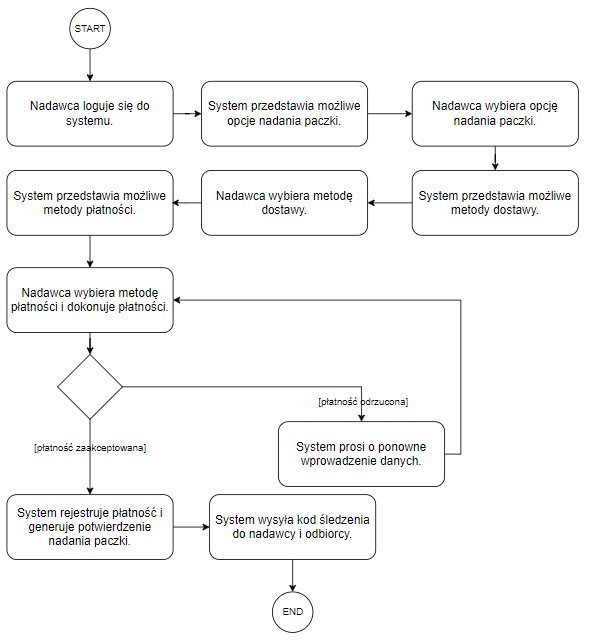 START
Nadawca loguje się do
systemu.
System przedstawia możliwe
opcje nadania paczki.
Nadawca wybiera opcję
nadania paczki.
System przedstawia możliwe
metody dostawy.
Nadawca wybiera metodę
dostawy.
System przedstawia możliwe
metody płatności.
Nadawca wybiera metodę
płatności i dokonuje płatności.
[płatność odrzucona]
System prosi o ponowne
wprowadzenie danych.
[płatność zaakceptowana]
System rejestruje płatność i
generuje potwierdzenie
nadania paczki.
System wysyła kod śledzenia
do nadawcy i odbiorcy.
END